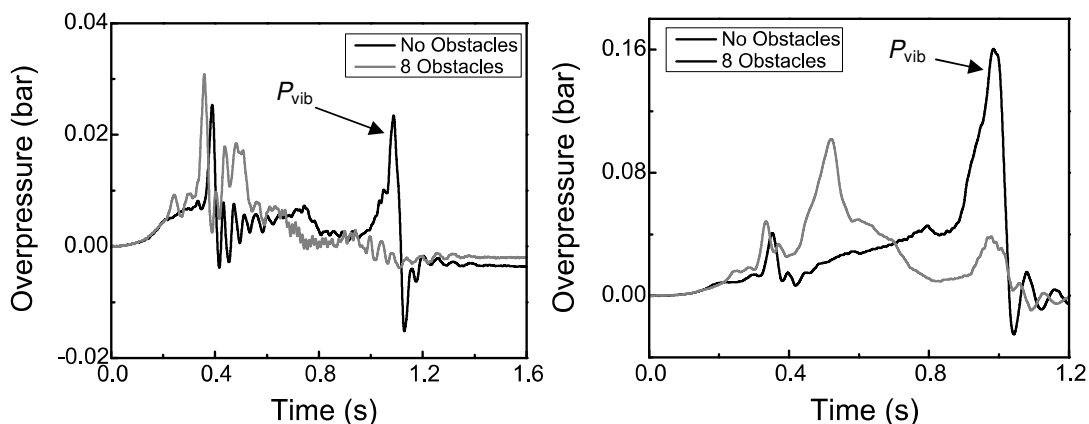 0.04
0.02
0.00
-0.02
Overpressure (bar)
No Obstacles
8 Obstacles
Pvib
0.0
0.4
0.8
1.2
1.6
Time (s)
0.16
0.08
0.00
Overpressure (bar)
No Obstacles
8 Obstacles
Pvib
0.0
0.4
0.8
1.2
Time (s)